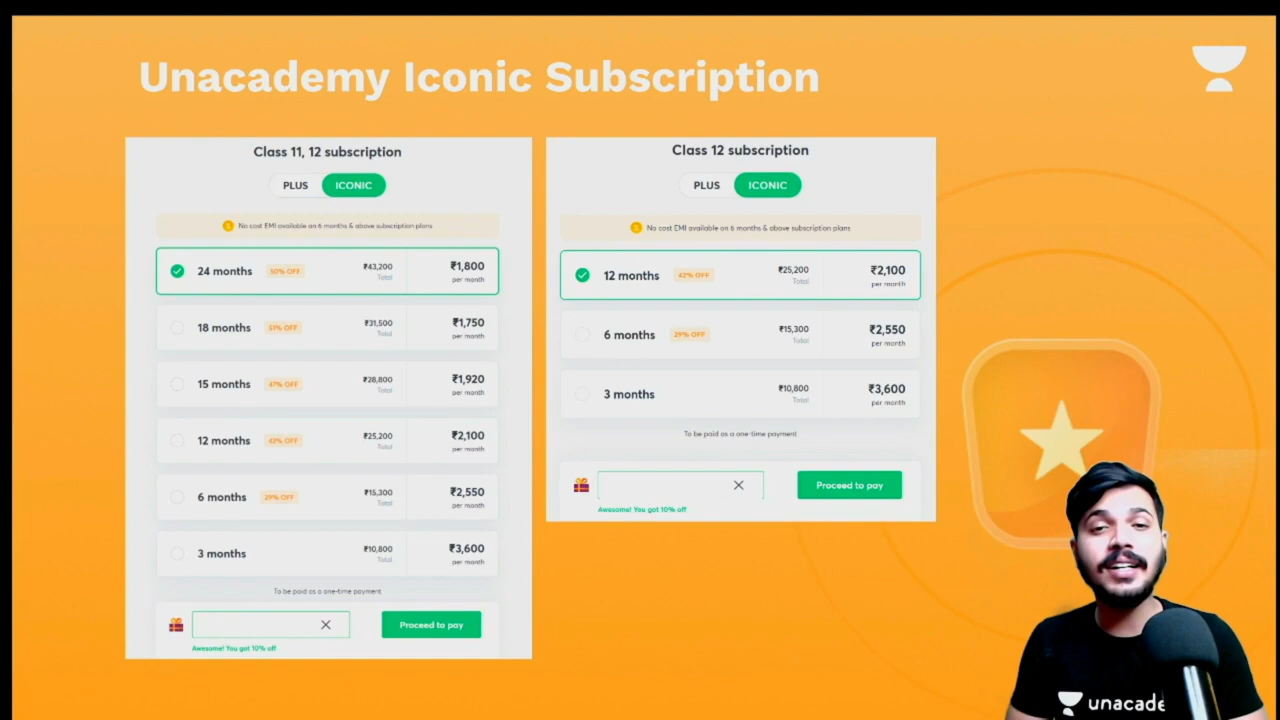 Unacademy Iconic Subscription
Class 11, 12 subscription
PLUS ICONIC
No cost EMI available on 6 months & above subscription plans
24 months 50% OFF ₹43,200 ₹1,800
Total per month
18 months 51% OFF ₹31,500 ₹1,750
Total per month
15 months 47% OFF ₹28,800 ₹1,920
Total per month
12 months 42% OFF ₹25,200 ₹2,100
Total per month
6 months 29% OFF ₹15,300 ₹2,550
Total per month
3 months ₹10,800 ₹3,600
Total per month
To be paid as a one-time payment
Proceed to pay
Awesome! You got 10% off
Class 12 subscription
PLUS ICONIC
No cost EMI available on 6 months & above subscription plans
12 months 42% OFF ₹25,200 ₹2,100
Total per month
6 months 29% OFF ₹15,300 ₹2,550
Total per month
3 months ₹10,800 ₹3,600
Total per month
To be paid as a one-time payment
Proceed to pay
Awesome! You got 10% off
unacade